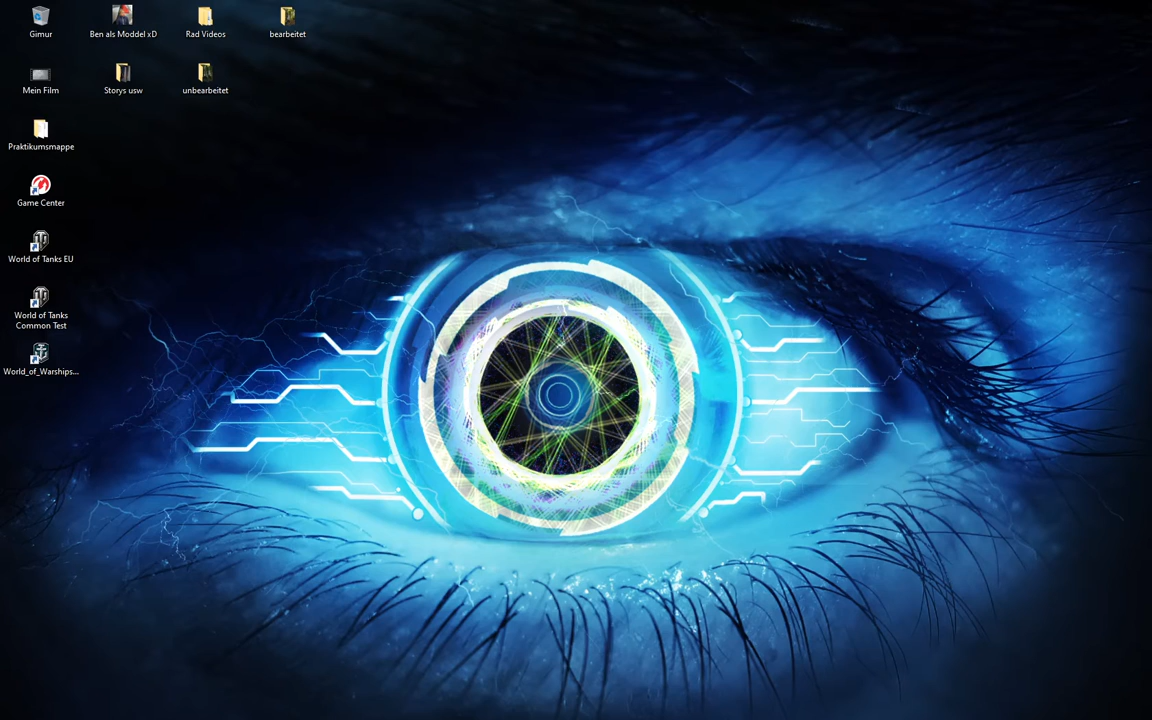 Gimur
Ben als Moddel xD
Rad Videos
bearbeitet
Mein Film
Storys usw
unbearbeitet
Praktikumsmappe
Game Center
World of Tanks EU
World of Tanks
Common Test
World_of_Warships...